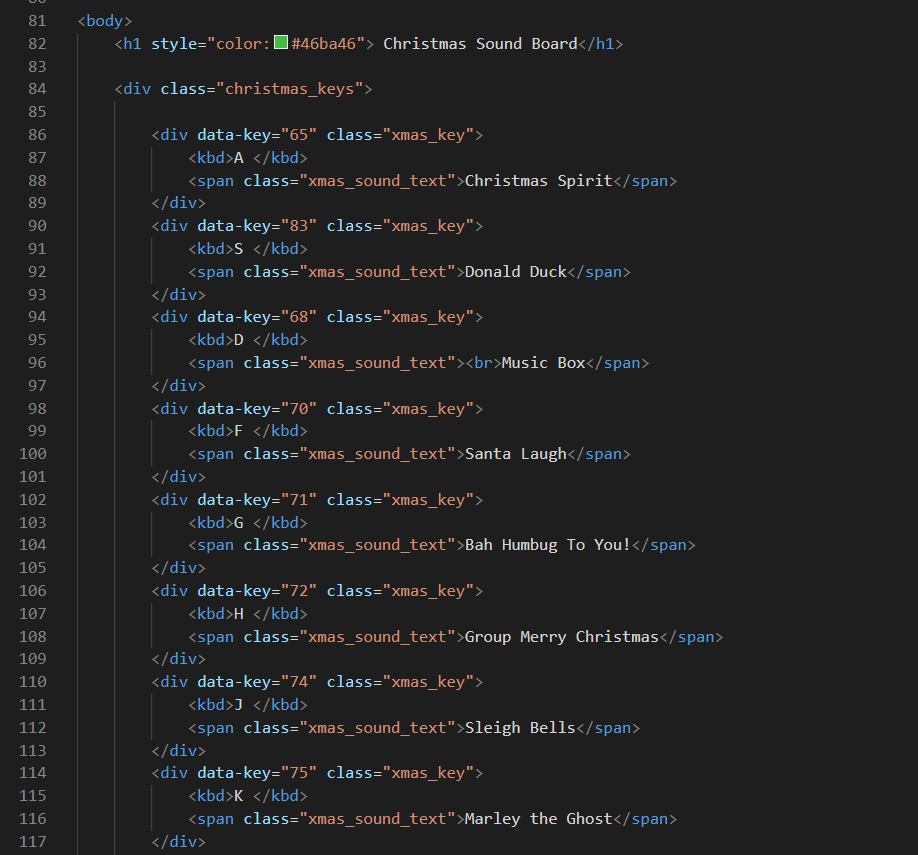 81 <body>
82 <h1 style="color:#46ba46"> Christmas Sound Board</h1>
83
84 <div class="christmas_keys">
85
86 <div data-key="65" class="xmas_key">
87 <kbd>A </kbd>
88 <span class="xmas_sound_text">Christmas Spirit</span>
89 </div>
90 <div data-key="83" class="xmas_key">
91 <kbd>S </kbd>
92 <span class="xmas_sound_text">Donald Duck</span>
93 </div>
94 <div data-key="68" class="xmas_key">
95 <kbd>D </kbd>
96 <span class="xmas_sound_text"><br>Music Box</span>
97 </div>
98 <div data-key="70" class="xmas_key">
99 <kbd>F </kbd>
100 <span class="xmas_sound_text">Santa Laugh</span>
101 </div>
102 <div data-key="71" class="xmas_key">
103 <kbd>G </kbd>
104 <span class="xmas_sound_text">Bah Humbug To You!</span>
105 </div>
106 <div data-key="72" class="xmas_key">
107 <kbd>H </kbd>
108 <span class="xmas_sound_text">Group Merry Christmas</span>
109 </div>
110 <div data-key="74" class="xmas_key">
111 <kbd>J </kbd>
112 <span class="xmas_sound_text">Sleigh Bells</span>
113 </div>
114 <div data-key="75" class="xmas_key">
115 <kbd>K </kbd>
116 <span class="xmas_sound_text">Marley the Ghost</span>
117 </div>